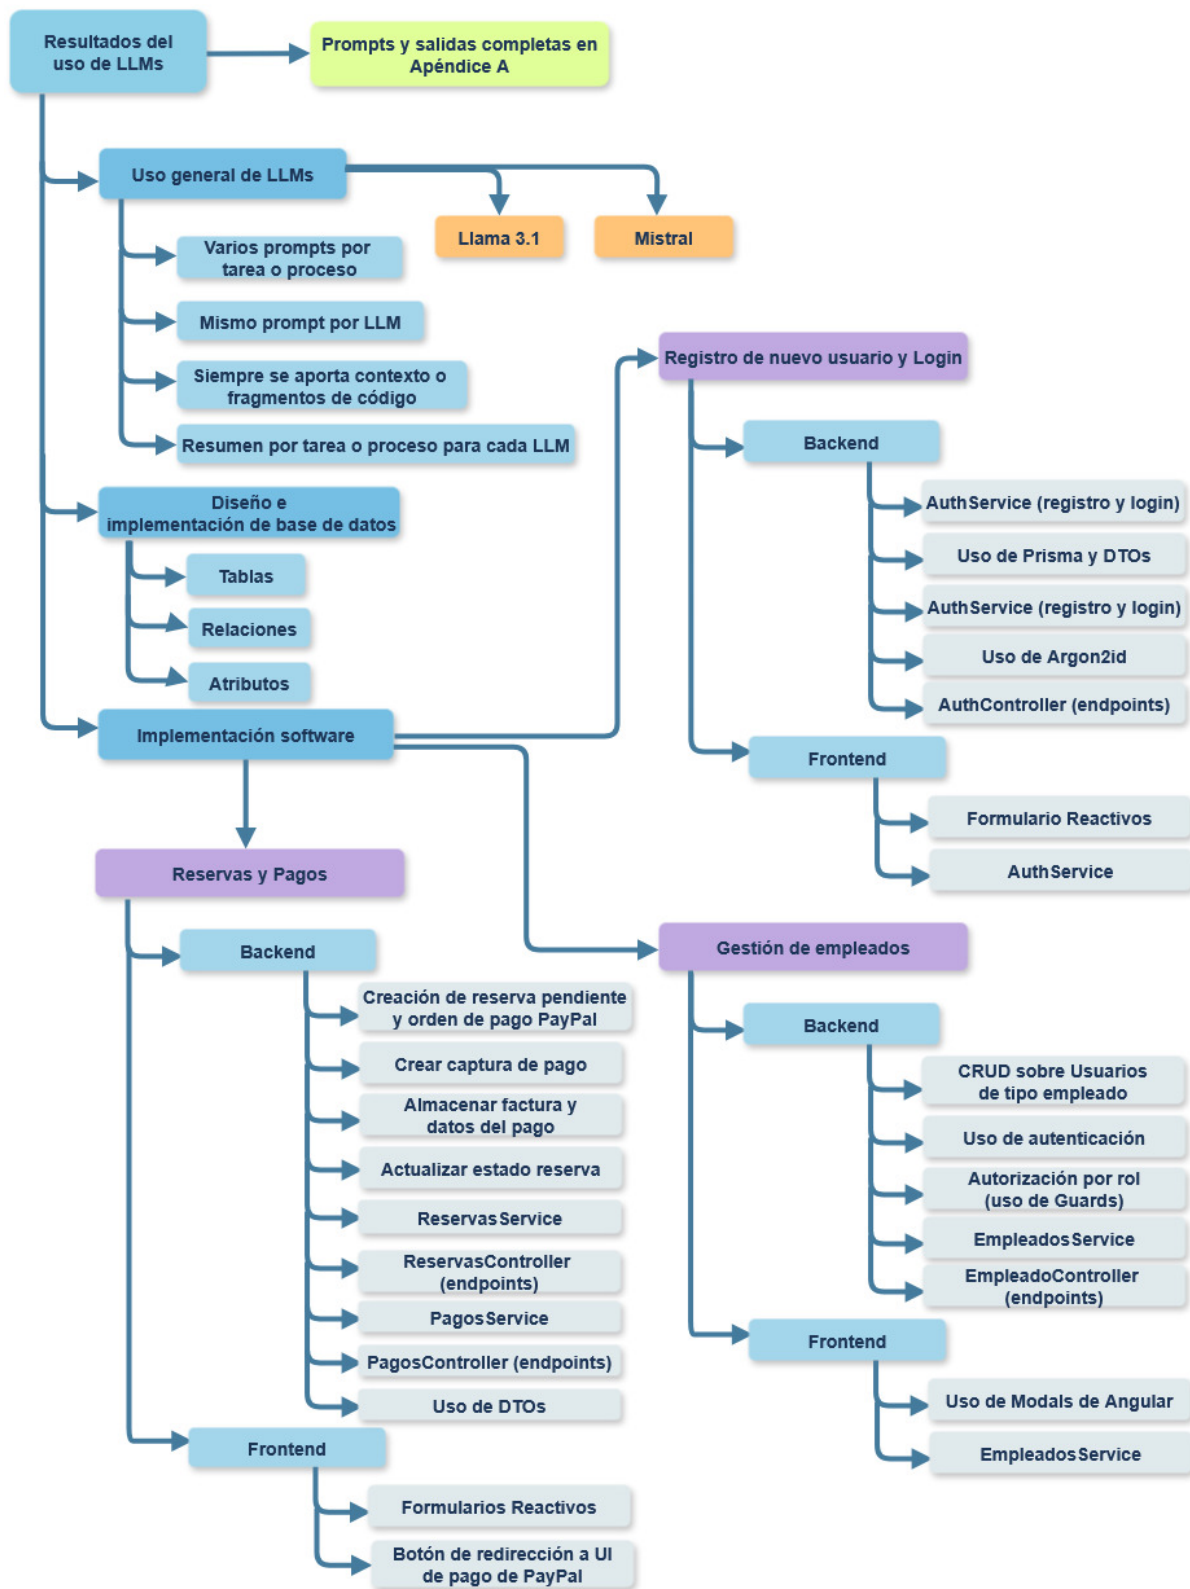 Resultados del
uso de LLMs
Prompts y salidas completas en
Apéndice A
Uso general de LLMs
Llama 3.1
Mistral
Varios prompts por
tarea o proceso
Mismo prompt por LLM
Siempre se aporta contexto o
fragmentos de código
Resumen por tarea o proceso para cada LLM
Diseño e
implementación de base de datos
Tablas
Relaciones
Atributos
Implementación software
Registro de nuevo usuario y Login
Backend
AuthService (registro y login)
Uso de Prisma y DTOs
AuthService (registro y login)
Uso de Argon2id
AuthController (endpoints)
Frontend
Formulario Reactivos
AuthService
Reservas y Pagos
Backend
Creación de reserva pendiente
y orden de pago PayPal
Crear captura de pago
Almacenar factura y
datos del pago
Actualizar estado reserva
ReservasService
ReservasController
(endpoints)
PagosService
PagosController (endpoints)
Uso de DTOs
Frontend
Formularios Reactivos
Botón de redirección a UI
de pago de PayPal
Gestión de empleados
Backend
CRUD sobre Usuarios
de tipo empleado
Uso de autenticación
Autorización por rol
(uso de Guards)
EmpleadosService
EmpleadoController
(endpoints)
Frontend
Uso de Modals de Angular
EmpleadosService